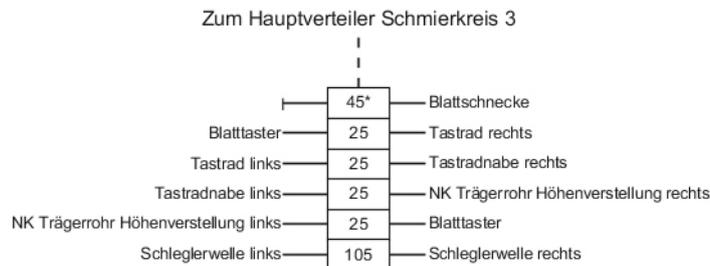 Zum Hauptverteiler Schmierkreis 3
45* Blattschnecke
Blatttaster 25 Tastrad rechts
Tastrad links 25 Tastradnabe rechts
Tastradnabe links 25 NK Trägerrohr Höhenverstellung rechts
NK Trägerrohr Höhenverstellung links 25 Blatttaster
Schleglerwelle links 105 Schleglerwelle rechts